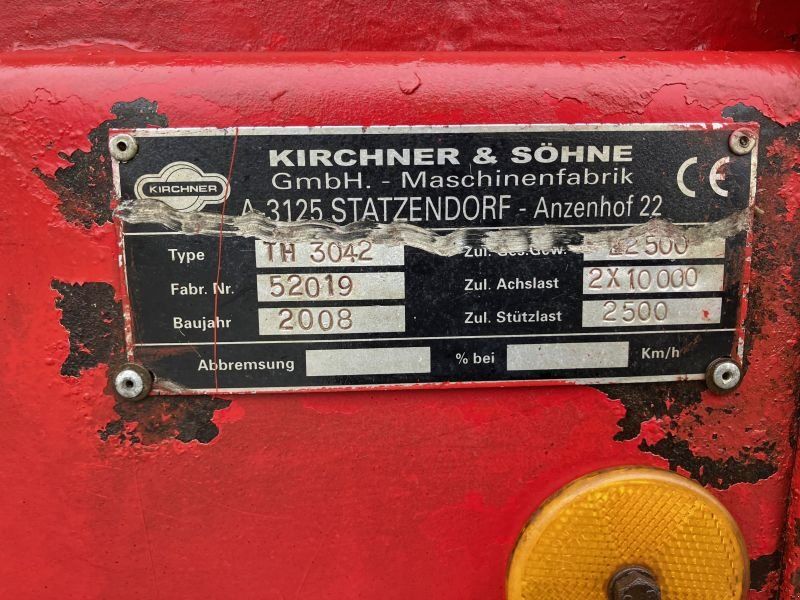 KIRCHNER & SÖHNE
KIRCHNER
GmbH. - Maschinenfabrik
CE
A-3125 STATZENDORF - Anzenhof 22
Type TH 3042 Zul. Ges.Gew. 22500
Fabr. Nr. 52019 Zul. Achslast 2X10000
Baujahr 2008 Zul. Stützlast 2500
Abbremsung % bei Km/h